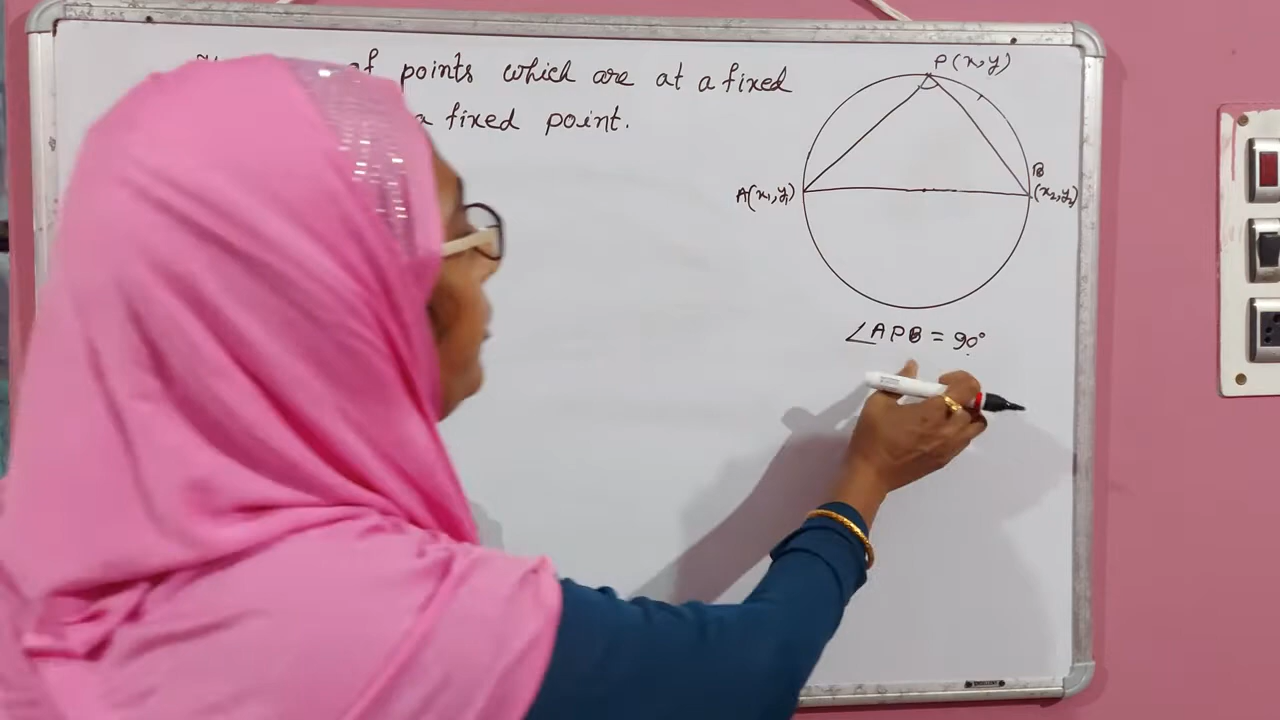 of points which are at a fixed
a fixed point.
P(x,y)
A(x₁,y₁)
B
(x₂,y₂)
∠APB = 90°